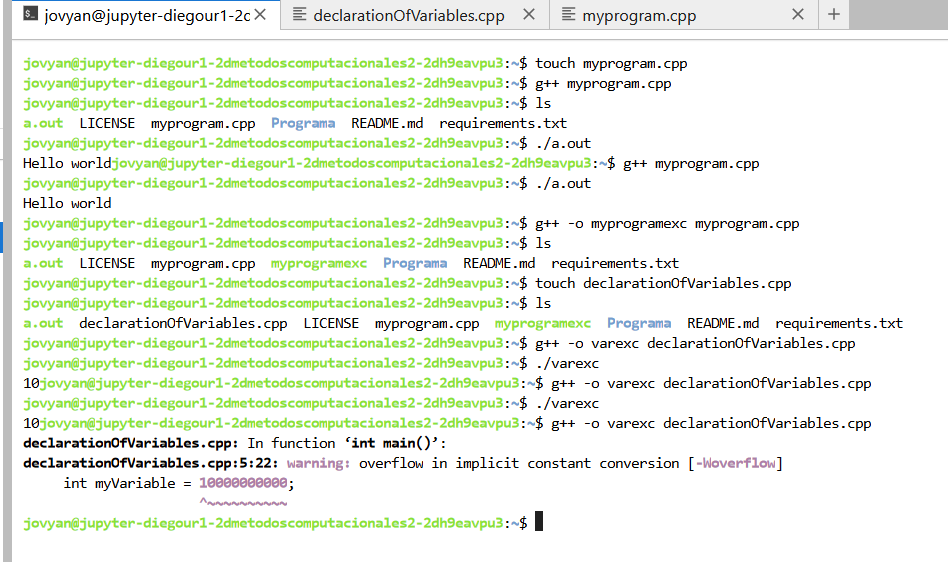 jovyan@jupyter-diegour1-2c
declarationOfVariables.cpp
myprogram.cpp
jovyan@jupyter-diegour1-2dmetodoscomputacionales2-2dh9eavpu3:~$ touch myprogram.cpp
jovyan@jupyter-diegour1-2dmetodoscomputacionales2-2dh9eavpu3:~$ g++ myprogram.cpp
jovyan@jupyter-diegour1-2dmetodoscomputacionales2-2dh9eavpu3:~$ ls
a.out  LICENSE  myprogram.cpp  Programa  README.md  requirements.txt
jovyan@jupyter-diegour1-2dmetodoscomputacionales2-2dh9eavpu3:~$ ./a.out
Hello worldjovyan@jupyter-diegour1-2dmetodoscomputacionales2-2dh9eavpu3:~$ g++ myprogram.cpp
jovyan@jupyter-diegour1-2dmetodoscomputacionales2-2dh9eavpu3:~$ ./a.out
Hello world
jovyan@jupyter-diegour1-2dmetodoscomputacionales2-2dh9eavpu3:~$ g++ -o myprogramexc myprogram.cpp
jovyan@jupyter-diegour1-2dmetodoscomputacionales2-2dh9eavpu3:~$ ls
a.out  LICENSE  myprogram.cpp  myprogramexc  Programa  README.md  requirements.txt
jovyan@jupyter-diegour1-2dmetodoscomputacionales2-2dh9eavpu3:~$ touch declarationOfVariables.cpp
jovyan@jupyter-diegour1-2dmetodoscomputacionales2-2dh9eavpu3:~$ ls
a.out  declarationOfVariables.cpp  LICENSE  myprogram.cpp  myprogramexc  Programa  README.md  requirements.txt
jovyan@jupyter-diegour1-2dmetodoscomputacionales2-2dh9eavpu3:~$ g++ -o varexc declarationOfVariables.cpp
jovyan@jupyter-diegour1-2dmetodoscomputacionales2-2dh9eavpu3:~$ ./varexc
10jovyan@jupyter-diegour1-2dmetodoscomputacionales2-2dh9eavpu3:~$ g++ -o varexc declarationOfVariables.cpp
jovyan@jupyter-diegour1-2dmetodoscomputacionales2-2dh9eavpu3:~$ ./varexc
10jovyan@jupyter-diegour1-2dmetodoscomputacionales2-2dh9eavpu3:~$ g++ -o varexc declarationOfVariables.cpp
declarationOfVariables.cpp: In function ‘int main()’:
declarationOfVariables.cpp:5:22: warning: overflow in implicit constant conversion [-Woverflow]
     int myVariable = 10000000000;
                      ^~~~~~~~~~~
jovyan@jupyter-diegour1-2dmetodoscomputacionales2-2dh9eavpu3:~$